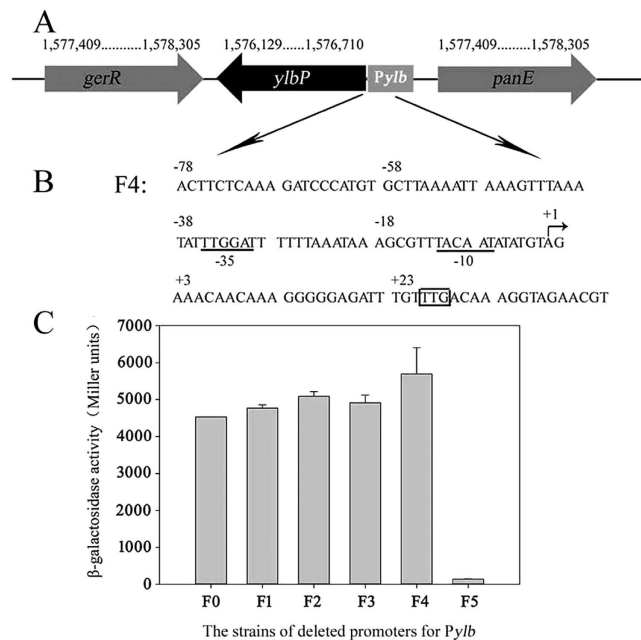 A
1,577,409...........1,578,305 1,576,129......1,576,710 1,577,409...........1,578,305
gerR ylbP Pylb panE
B
F4:
-78 -58
ACTTCTCAAA GATCCCATGT GCTTAAAATT AAAGTTTAAA
-38 -18 +1
TATTTGGATT TTTTAAATAA AGCGTTTACA ATATATGTAG
-35 -10
+3 +23
AAACAACAAA GGGGGAGATT TGTTTGACAA AGGTAGAACGT
C
β-galactosidase activity (Miller units)
7000
6000
5000
4000
3000
2000
1000
0
F0 F1 F2 F3 F4 F5
The strains of deleted promoters for Pylb